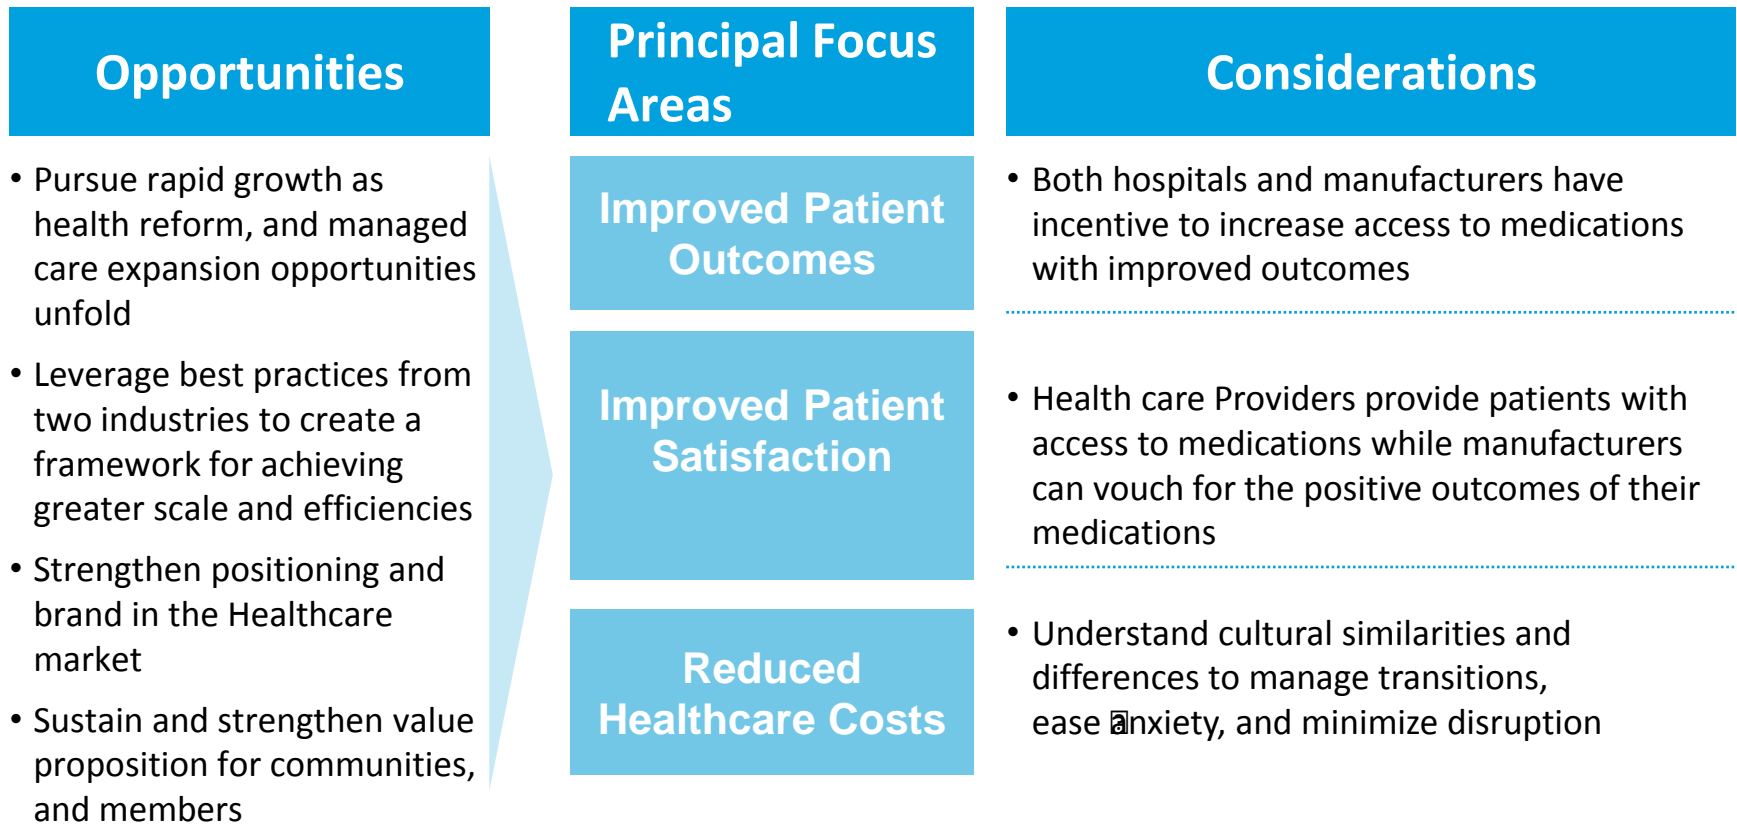 Opportunities
• Pursue rapid growth as
health reform, and managed
care expansion opportunities
unfold
• Leverage best practices from
two industries to create a
framework for achieving
greater scale and efficiencies
• Strengthen positioning and
brand in the Healthcare
market
• Sustain and strengthen value
proposition for communities,
and members
Principal Focus
Areas
Improved Patient
Outcomes
Improved Patient
Satisfaction
Reduced
Healthcare Costs
Considerations
• Both hospitals and manufacturers have
incentive to increase access to medications
with improved outcomes
• Health care Providers provide patients with
access to medications while manufacturers
can vouch for the positive outcomes of their
medications
• Understand cultural similarities and
differences to manage transitions,
ease anxiety, and minimize disruption